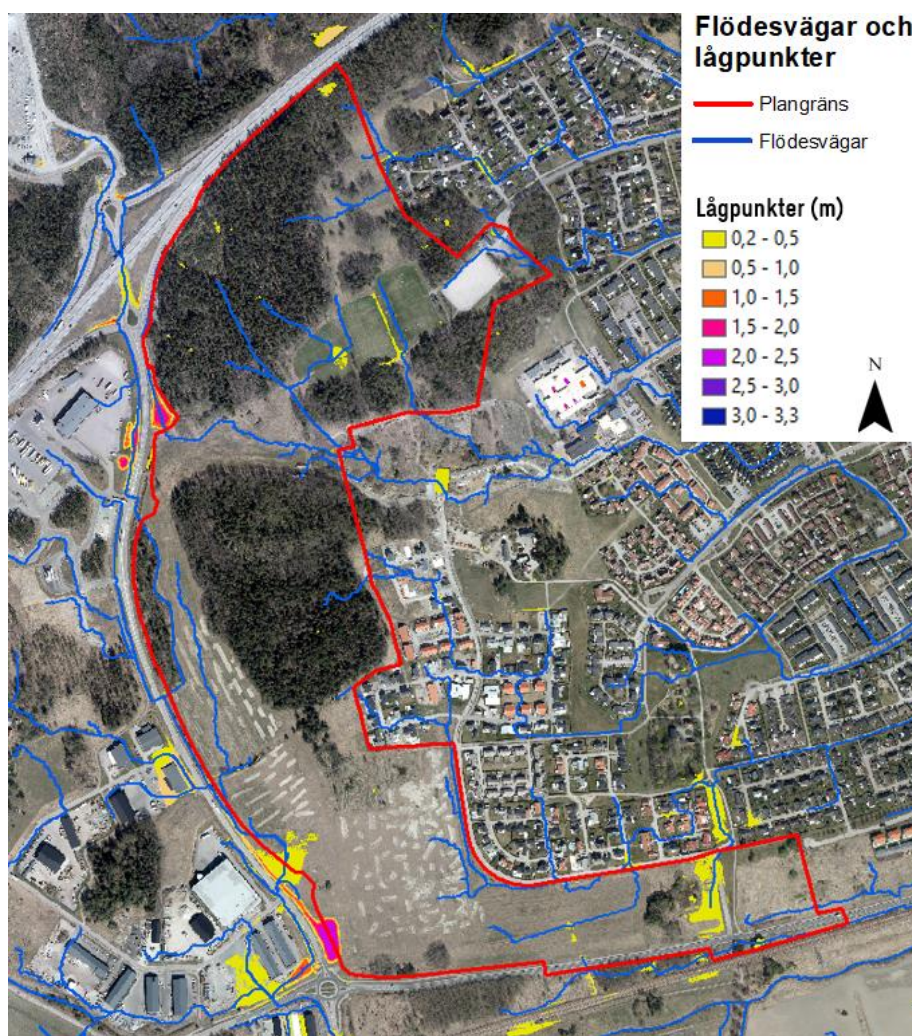 Flödesvägar och
lågpunkter
Plangräns
Flödesvägar
Lågpunkter (m)
0,2 - 0,5
0,5 - 1,0
1,0 - 1,5
1,5 - 2,0
2,0 - 2,5
2,5 - 3,0
3,0 - 3,3
N